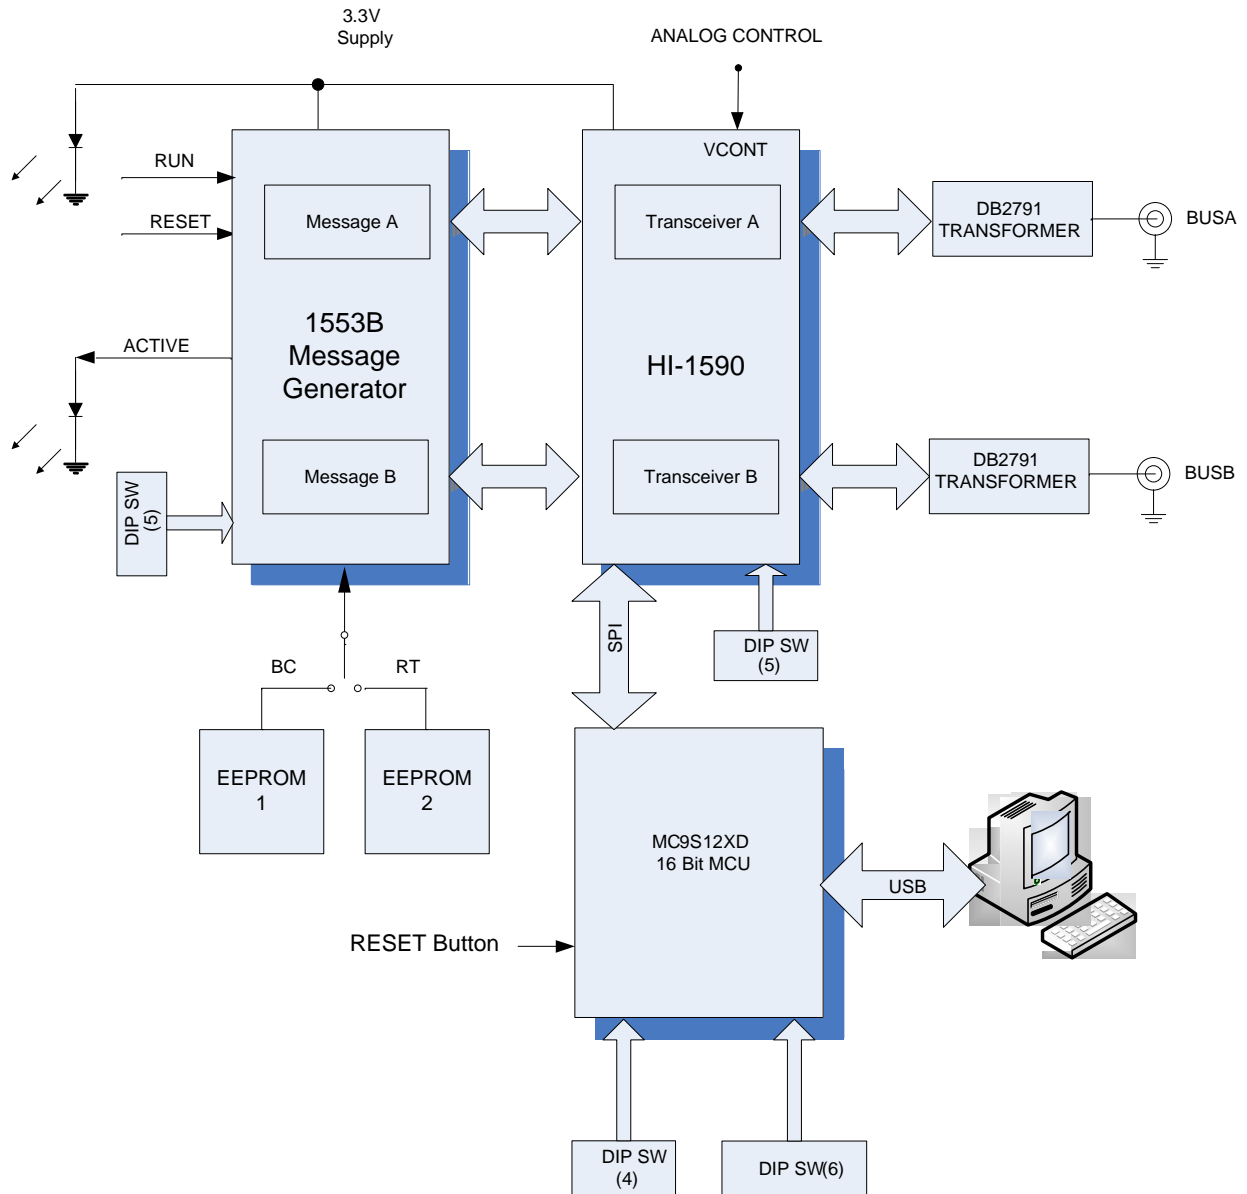 3.3V
Supply
ANALOG CONTROL
VCONT
RUN
RESET
Message A
Transceiver A
DB2791
TRANSFORMER
BUSA
1553B
Message
Generator
HI-1590
ACTIVE
Message B
Transceiver B
DB2791
TRANSFORMER
BUSB
DIP SW
(5)
SPI
DIP SW
(5)
BC
RT
EEPROM
1
EEPROM
2
MC9S12XD
16 Bit MCU
USB
RESET Button
DIP SW
(4)
DIP SW(6)